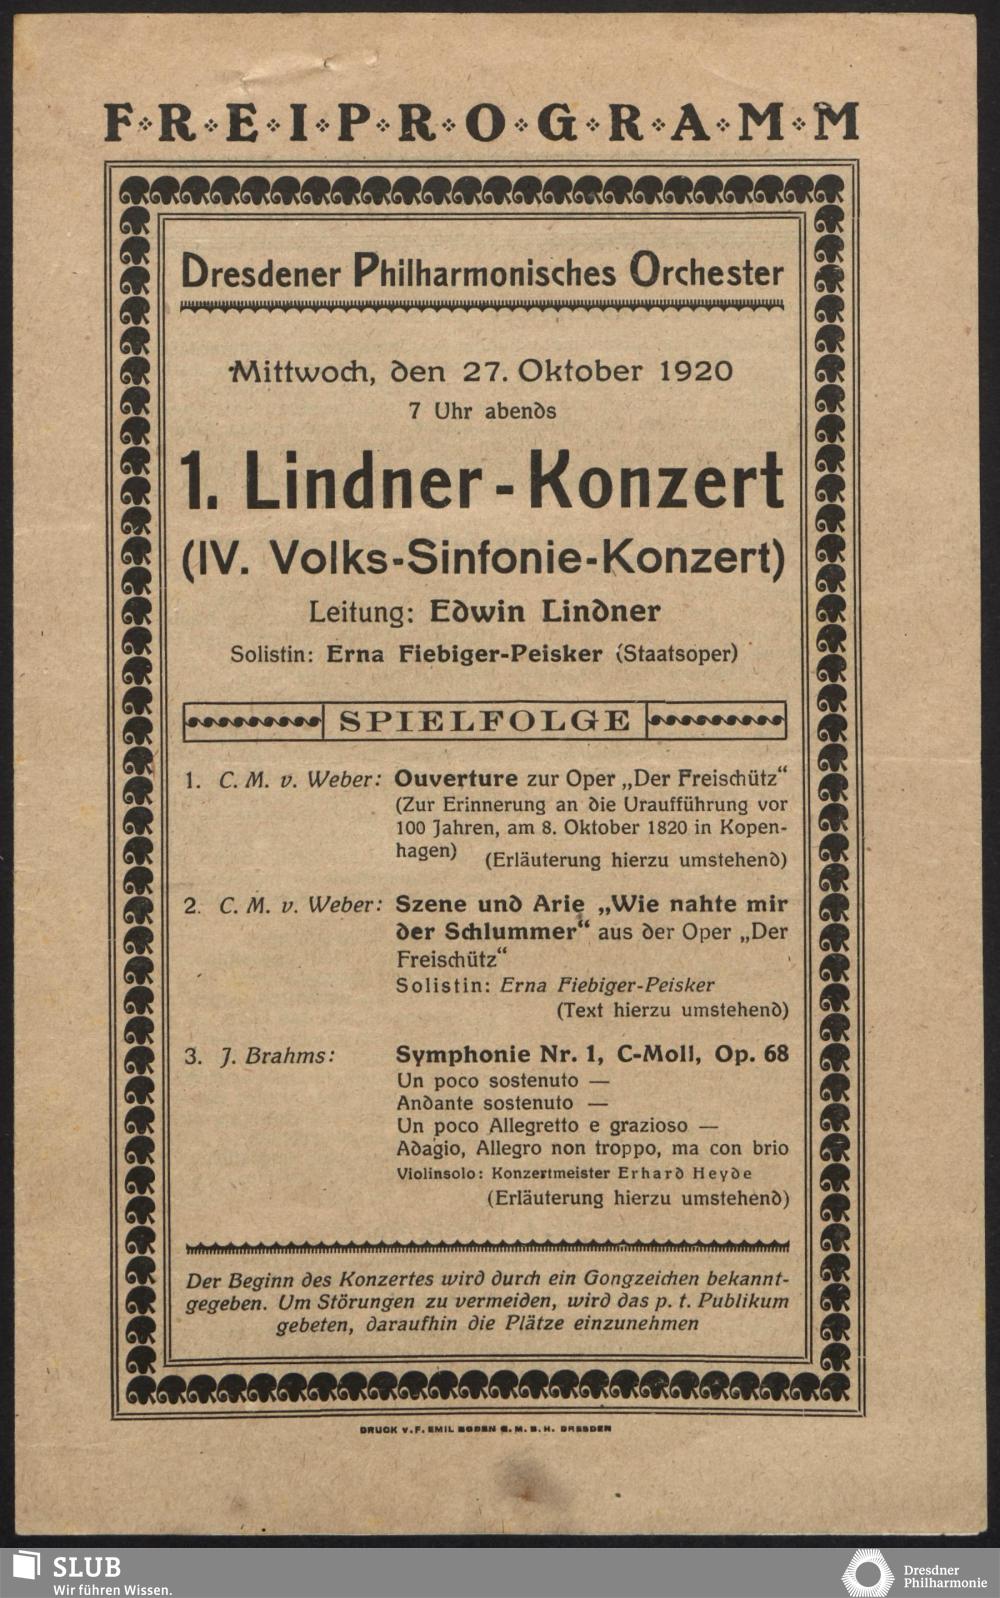 FREIPROGRAMM
Dresdener Philharmonisches Orchester
Mittwoch, den 27. Oktober 1920
7 Uhr abends
1. Lindner-Konzert
(IV. Volks-Sinfonie-Konzert)
Leitung: Edwin Lindner
Solistin: Erna Fiebiger-Peisker (Staatsoper)
SPIELFOLGE
1. C. M. v. Weber: Ouverture zur Oper „Der Freischütz“
(Zur Erinnerung an die Uraufführung vor
100 Jahren, am 8. Oktober 1820 in Kopen-
hagen) (Erläuterung hierzu umstehend)
2. C. M. v. Weber: Szene und Arie „Wie nahte mir
der Schlummer“ aus der Oper „Der
Freischütz“
Solistin: Erna Fiebiger-Peisker
(Text hierzu umstehend)
3. J. Brahms: Symphonie Nr. 1, C-Moll, Op. 68
Un poco sostenuto —
Andante sostenuto —
Un poco Allegretto e grazioso —
Adagio, Allegro non troppo, ma con brio
Violinsolo: Konzertmeister Erhard Heyde
(Erläuterung hierzu umstehend)
Der Beginn des Konzertes wird durch ein Gongzeichen bekannt-
gegeben. Um Störungen zu vermeiden, wird das p. t. Publikum
gebeten, daraufhin die Plätze einzunehmen
DRUCK V. F. EMIL BODEN G. M. B. H. DRESDEN
SLUB
Wir führen Wissen.
Dresdner
Philharmonie